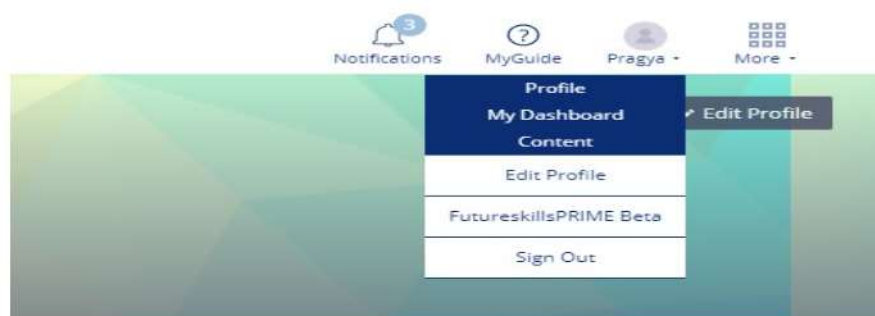 3
Notifications MyGuide Pragya - More -
Profile
My Dashboard
Edit Profile
Content
Edit Profile
FutureskillsPRIME Beta
Sign Out